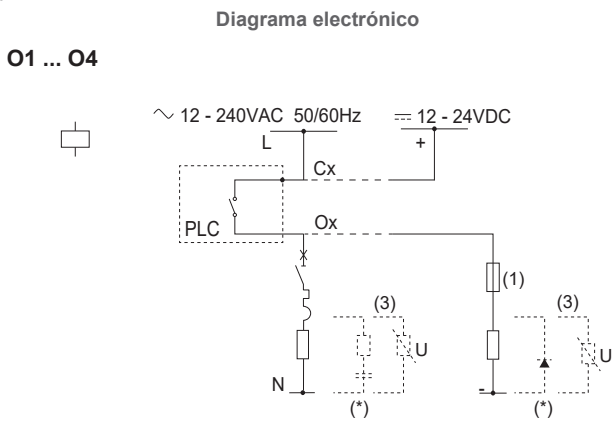 Diagrama electrónico
O1 ... O4
12 - 240VAC 50/60Hz
12 - 24VDC
L
+
Cx
PLC
Ox
(1)
(3)
(3)
U
U
N
-
(*)
(*)